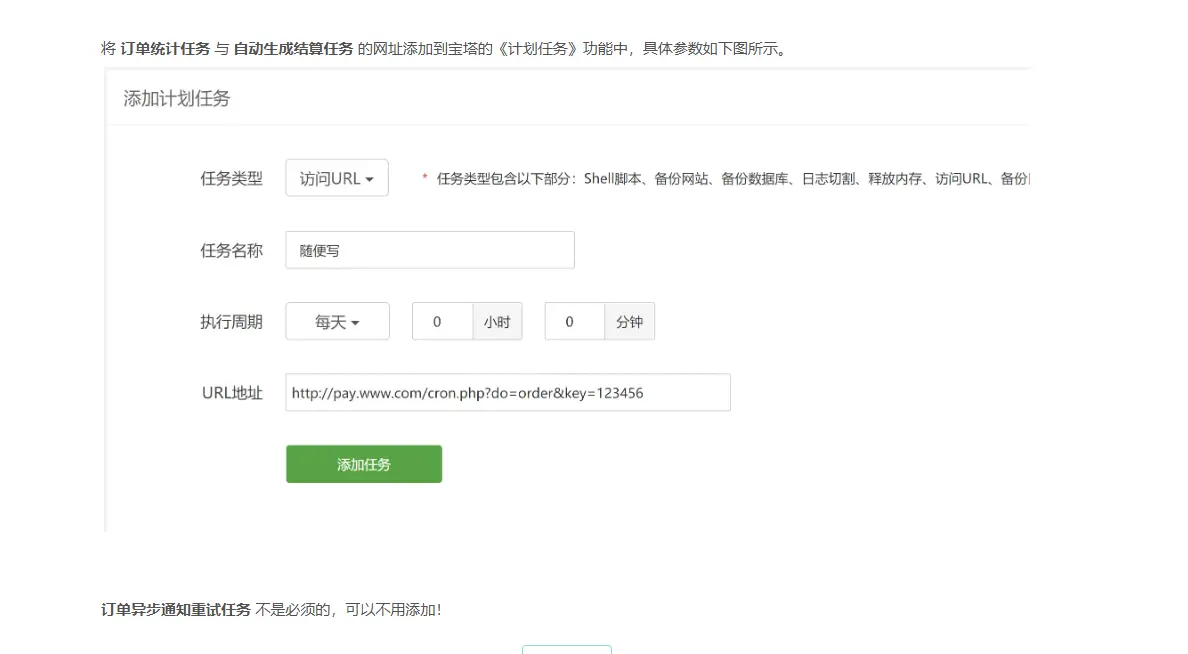 将 订单统计任务 与 自动生成结算任务 的网址添加到宝塔的《计划任务》功能中，具体参数如下图所示。
添加计划任务
任务类型 访问URL * 任务类型包含以下部分：Shell脚本、备份网站、备份数据库、日志切割、释放内存、访问URL、备份
任务名称 随便写
执行周期 每天 0 小时 0 分钟
URL地址 http://pay.www.com/cron.php?do=order&key=123456
添加任务
订单异步通知重试任务 不是必须的，可以不用添加！